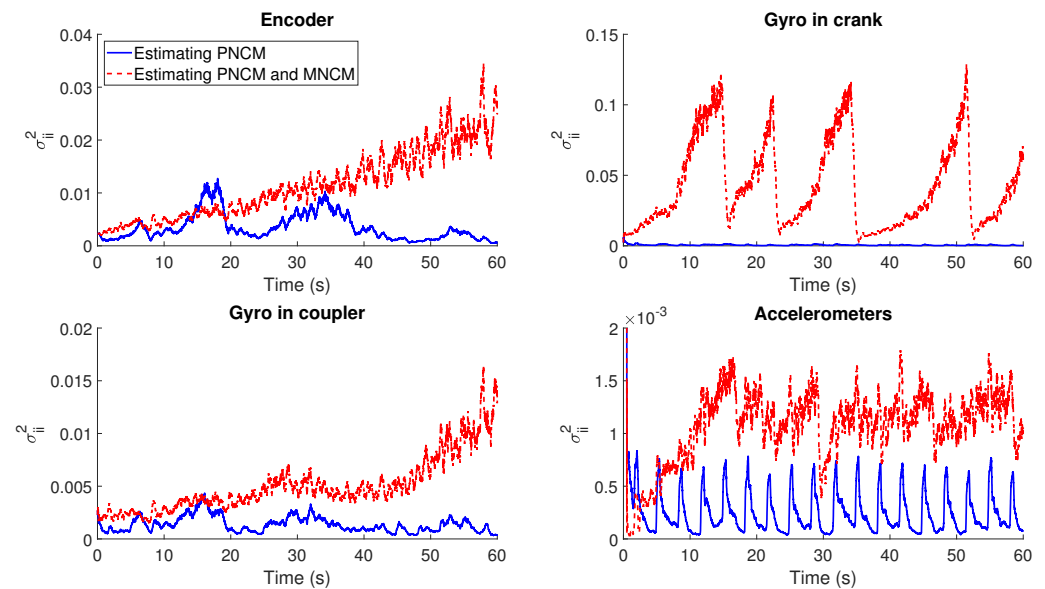 Encoder
0.04
0.03
0.02
0.01
0
σ²ᵢᵢ
Estimating PNCM
Estimating PNCM and MNCM
0 10 20 30 40 50 60
Time (s)
Gyro in crank
0.15
0.1
0.05
0
σ²ᵢᵢ
0 10 20 30 40 50 60
Time (s)
Gyro in coupler
0.02
0.015
0.01
0.005
0
σ²ᵢᵢ
0 10 20 30 40 50 60
Time (s)
Accelerometers
×10⁻³
2
1.5
1
0.5
0
σ²ᵢᵢ
0 10 20 30 40 50 60
Time (s)